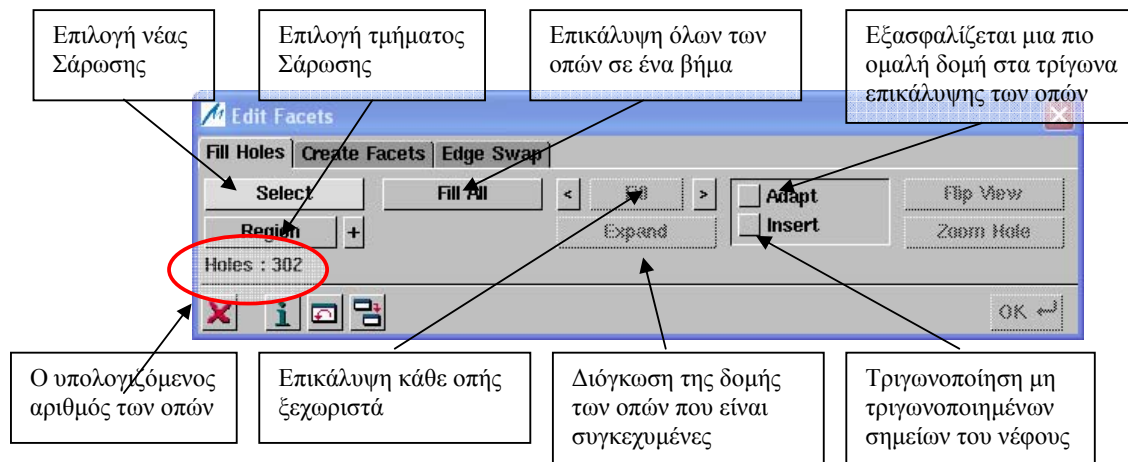 Επιλογή νέας
Σάρωσης
Επιλογή τμήματος
Σάρωσης
Επικάλυψη όλων των
οπών σε ένα βήμα
Εξασφαλίζεται μια πιο
ομαλή δομή στα τρίγωνα
επικάλυψης των οπών
Edit Facets
Fill Holes Create Facets Edge Swap
Select Fill All < Fill > Adapt Flip View
Region + Expand Insert Zoom Hole
Holes : 302
OK
Ο υπολογιζόμενος
αριθμός των οπών
Επικάλυψη κάθε οπής
ξεχωριστά
Διόγκωση της δομής
των οπών που είναι
συγκεχυμένες
Τριγωνοποίηση μη
τριγωνοποιημένων
σημείων του νέφους